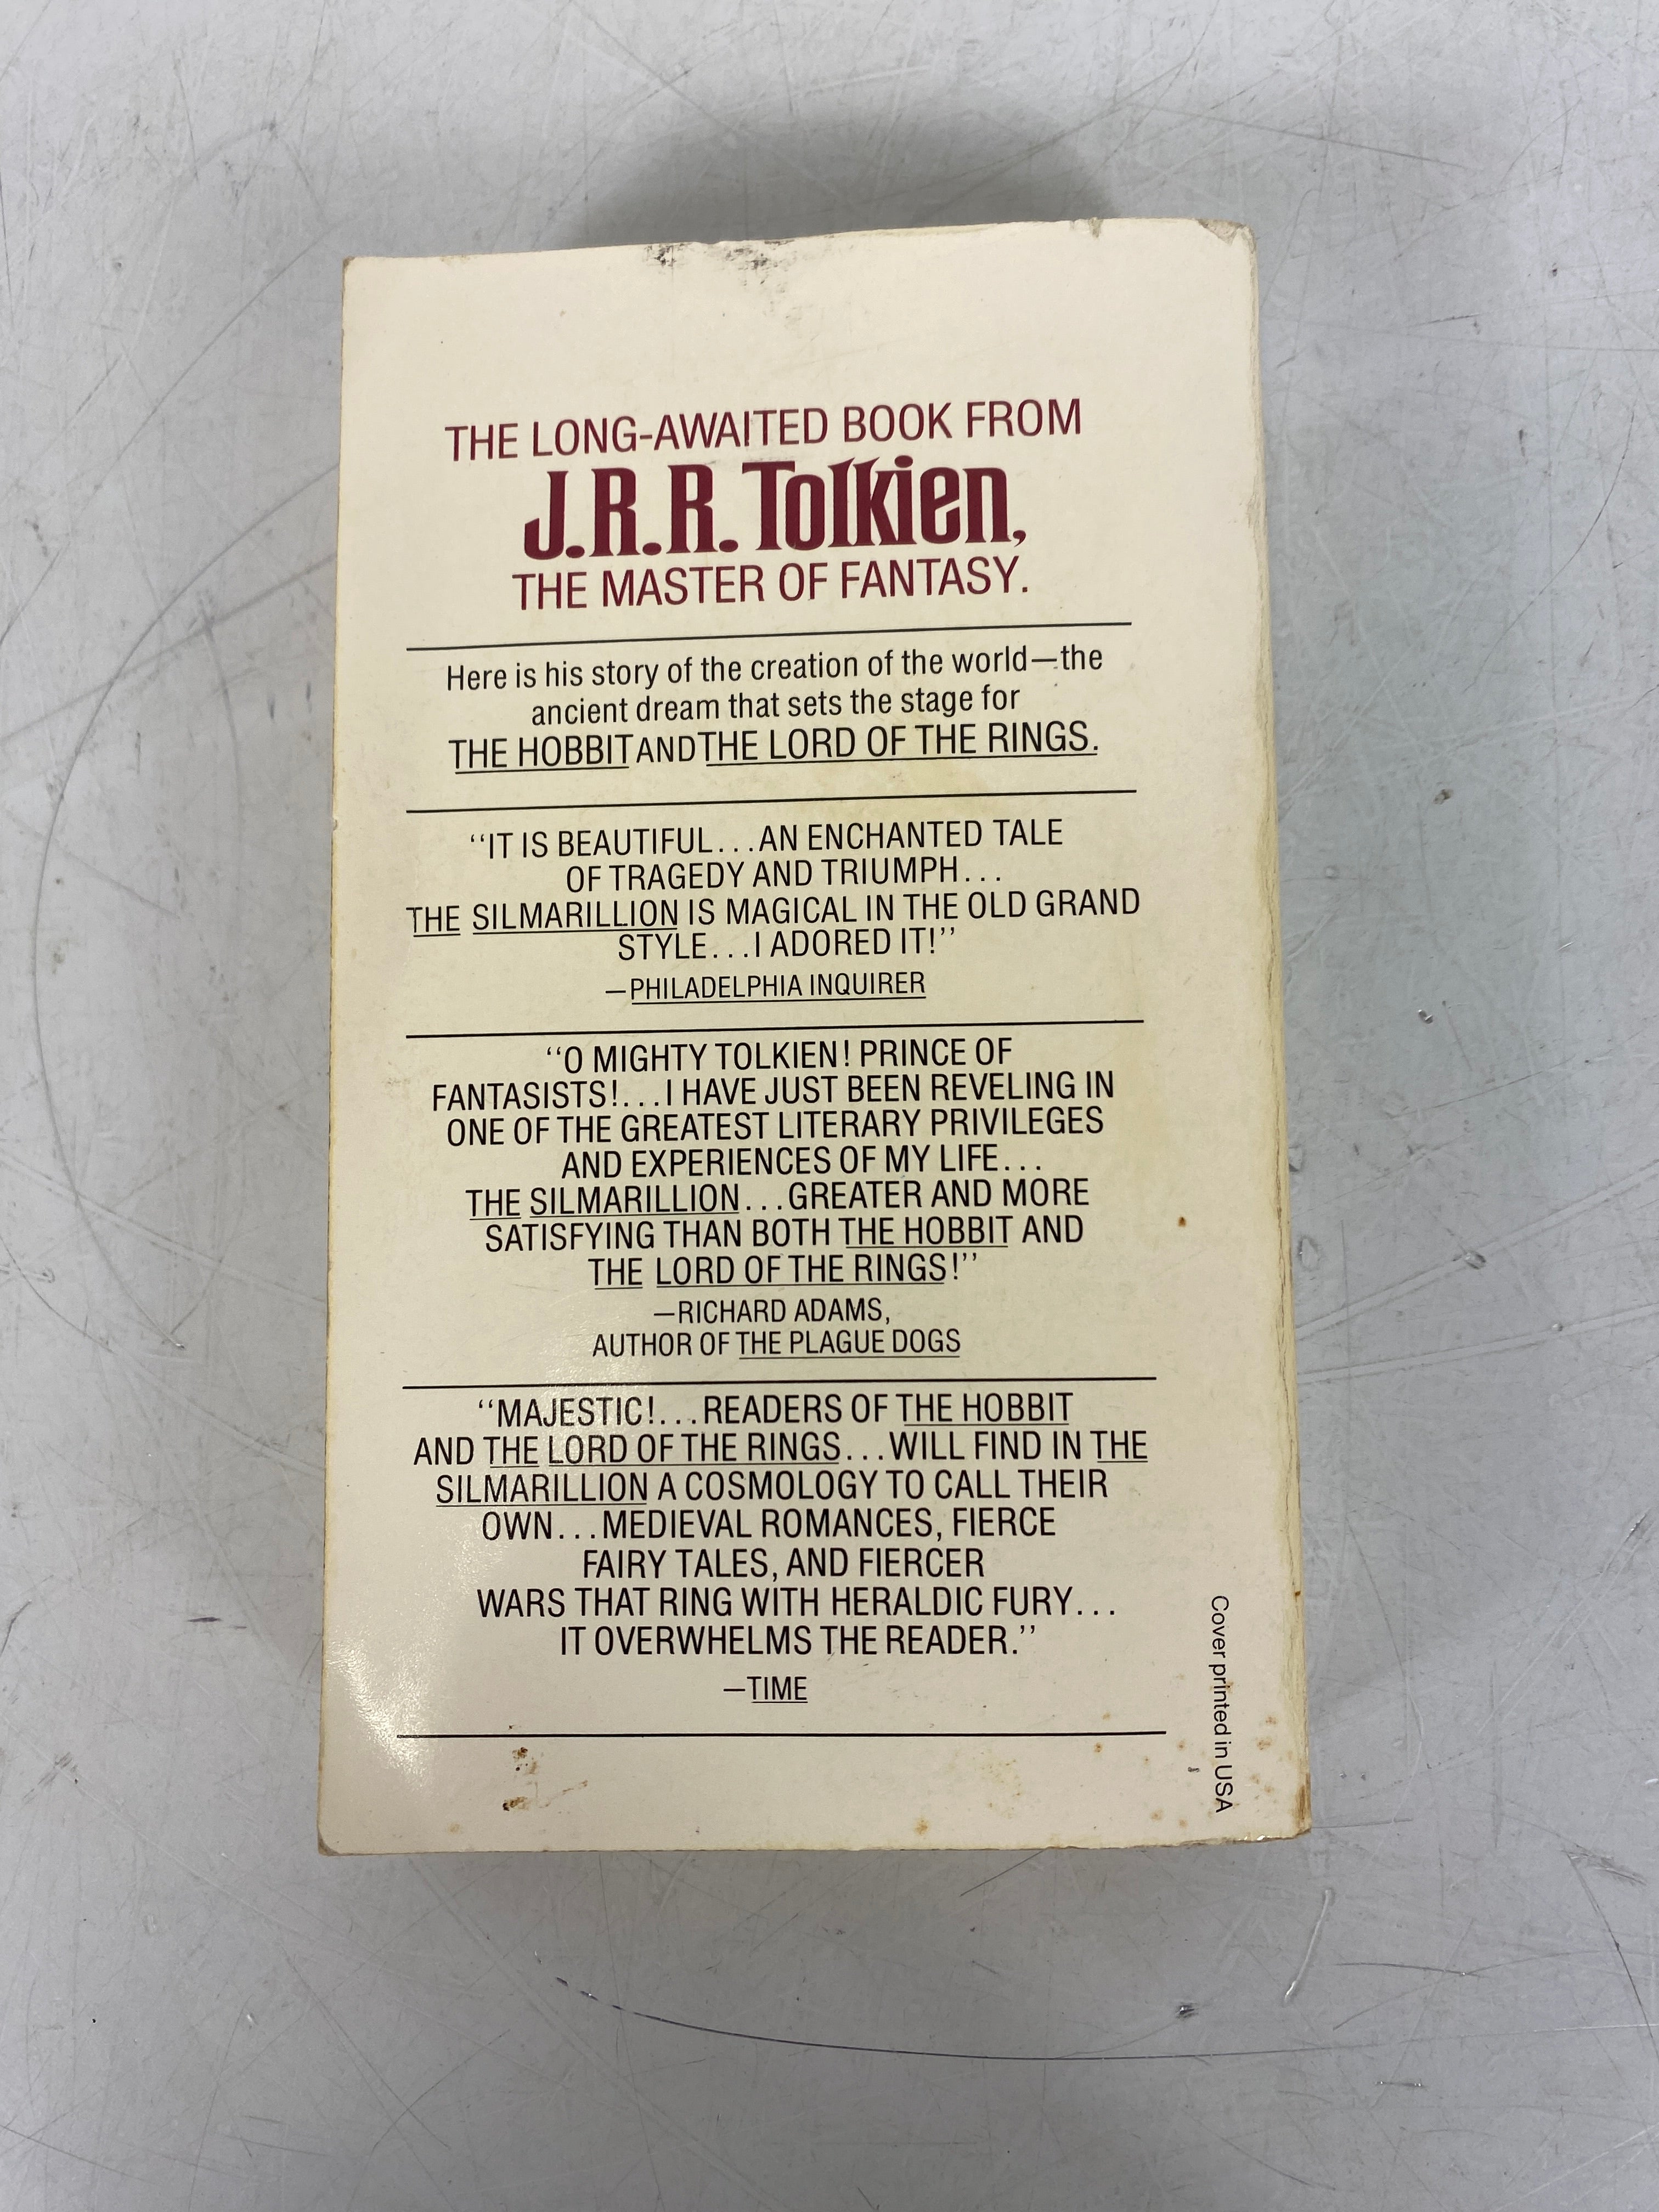 THE LONG-AWAITED BOOK FROM
J.R.R. Tolkien,
THE MASTER OF FANTASY.
Here is his story of the creation of the world—the
ancient dream that sets the stage for
THE HOBBIT AND THE LORD OF THE RINGS.
“IT IS BEAUTIFUL...AN ENCHANTED TALE
OF TRAGEDY AND TRIUMPH...
THE SILMARILLION IS MAGICAL IN THE OLD GRAND
STYLE...I ADORED IT!”
—PHILADELPHIA INQUIRER
“O MIGHTY TOLKIEN! PRINCE OF
FANTASISTS!...I HAVE JUST BEEN REVELING IN
ONE OF THE GREATEST LITERARY PRIVILEGES
AND EXPERIENCES OF MY LIFE...
THE SILMARILLION...GREATER AND MORE
SATISFYING THAN BOTH THE HOBBIT AND
THE LORD OF THE RINGS!”
—RICHARD ADAMS,
AUTHOR OF THE PLAGUE DOGS
“MAJESTIC!...READERS OF THE HOBBIT
AND THE LORD OF THE RINGS...WILL FIND IN THE
SILMARILLION A COSMOLOGY TO CALL THEIR
OWN...MEDIEVAL ROMANCES, FIERCE
FAIRY TALES, AND FIERCER
WARS THAT RING WITH HERALDIC FURY...
IT OVERWHELMS THE READER.”
—TIME
Cover printed in USA